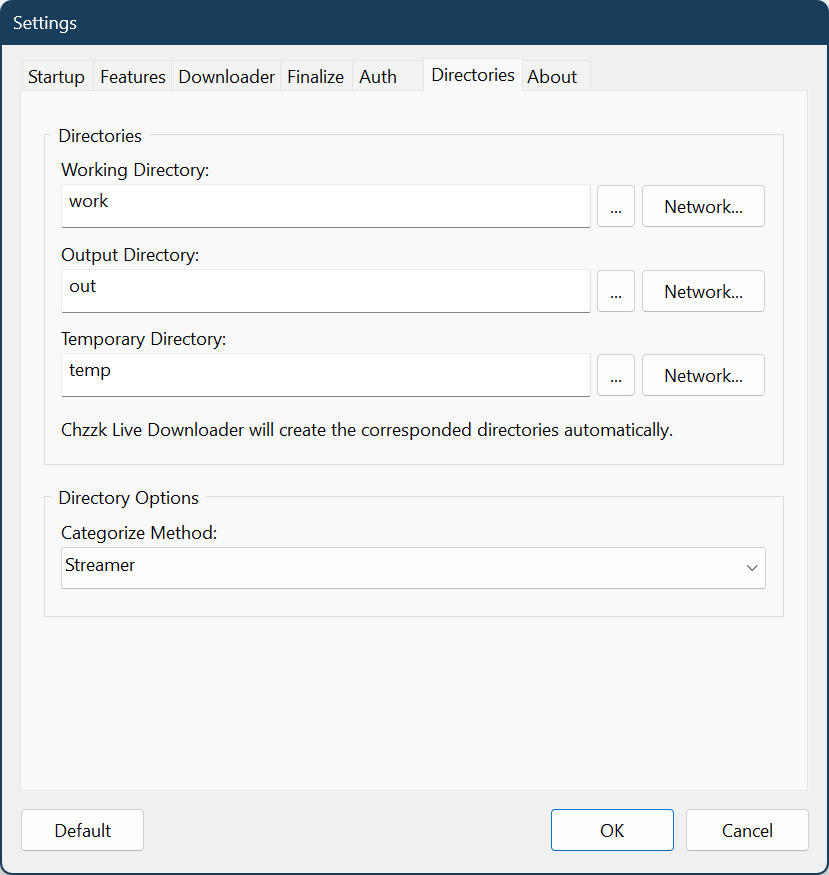 Settings
Startup Features Downloader Finalize Auth Directories About
Directories
Working Directory:
work ... Network...
Output Directory:
out ... Network...
Temporary Directory:
temp ... Network...
Chzzk Live Downloader will create the corresponded directories automatically.
Directory Options
Categorize Method:
Streamer
Default OK Cancel